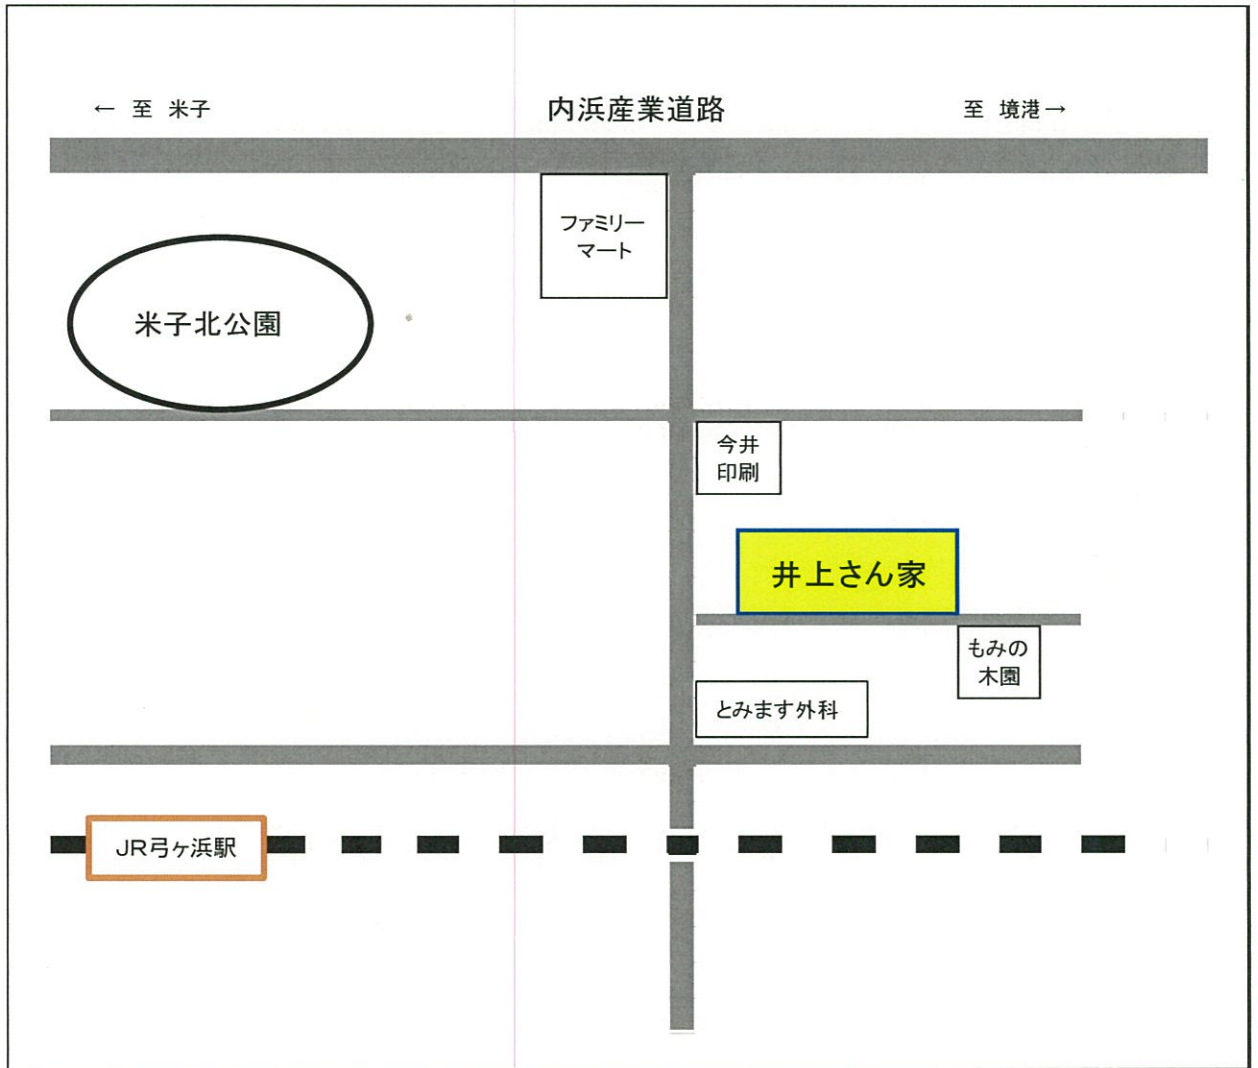 ← 至 米子
内浜産業道路
至 境港→
ファミリー
マート
米子北公園
今井
印刷
井上さん家
もみの
木園
とみます外科
JR弓ヶ浜駅